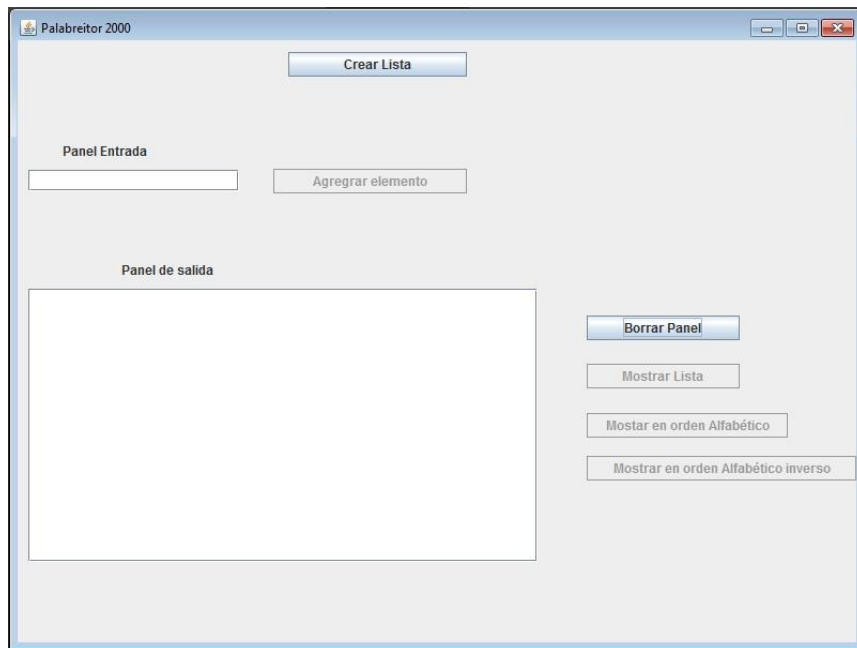 Palabreitor 2000
Crear Lista
Panel Entrada
Agregrar elemento
Panel de salida
Borrar Panel
Mostrar Lista
Mostar en orden Alfabético
Mostrar en orden Alfabético inverso